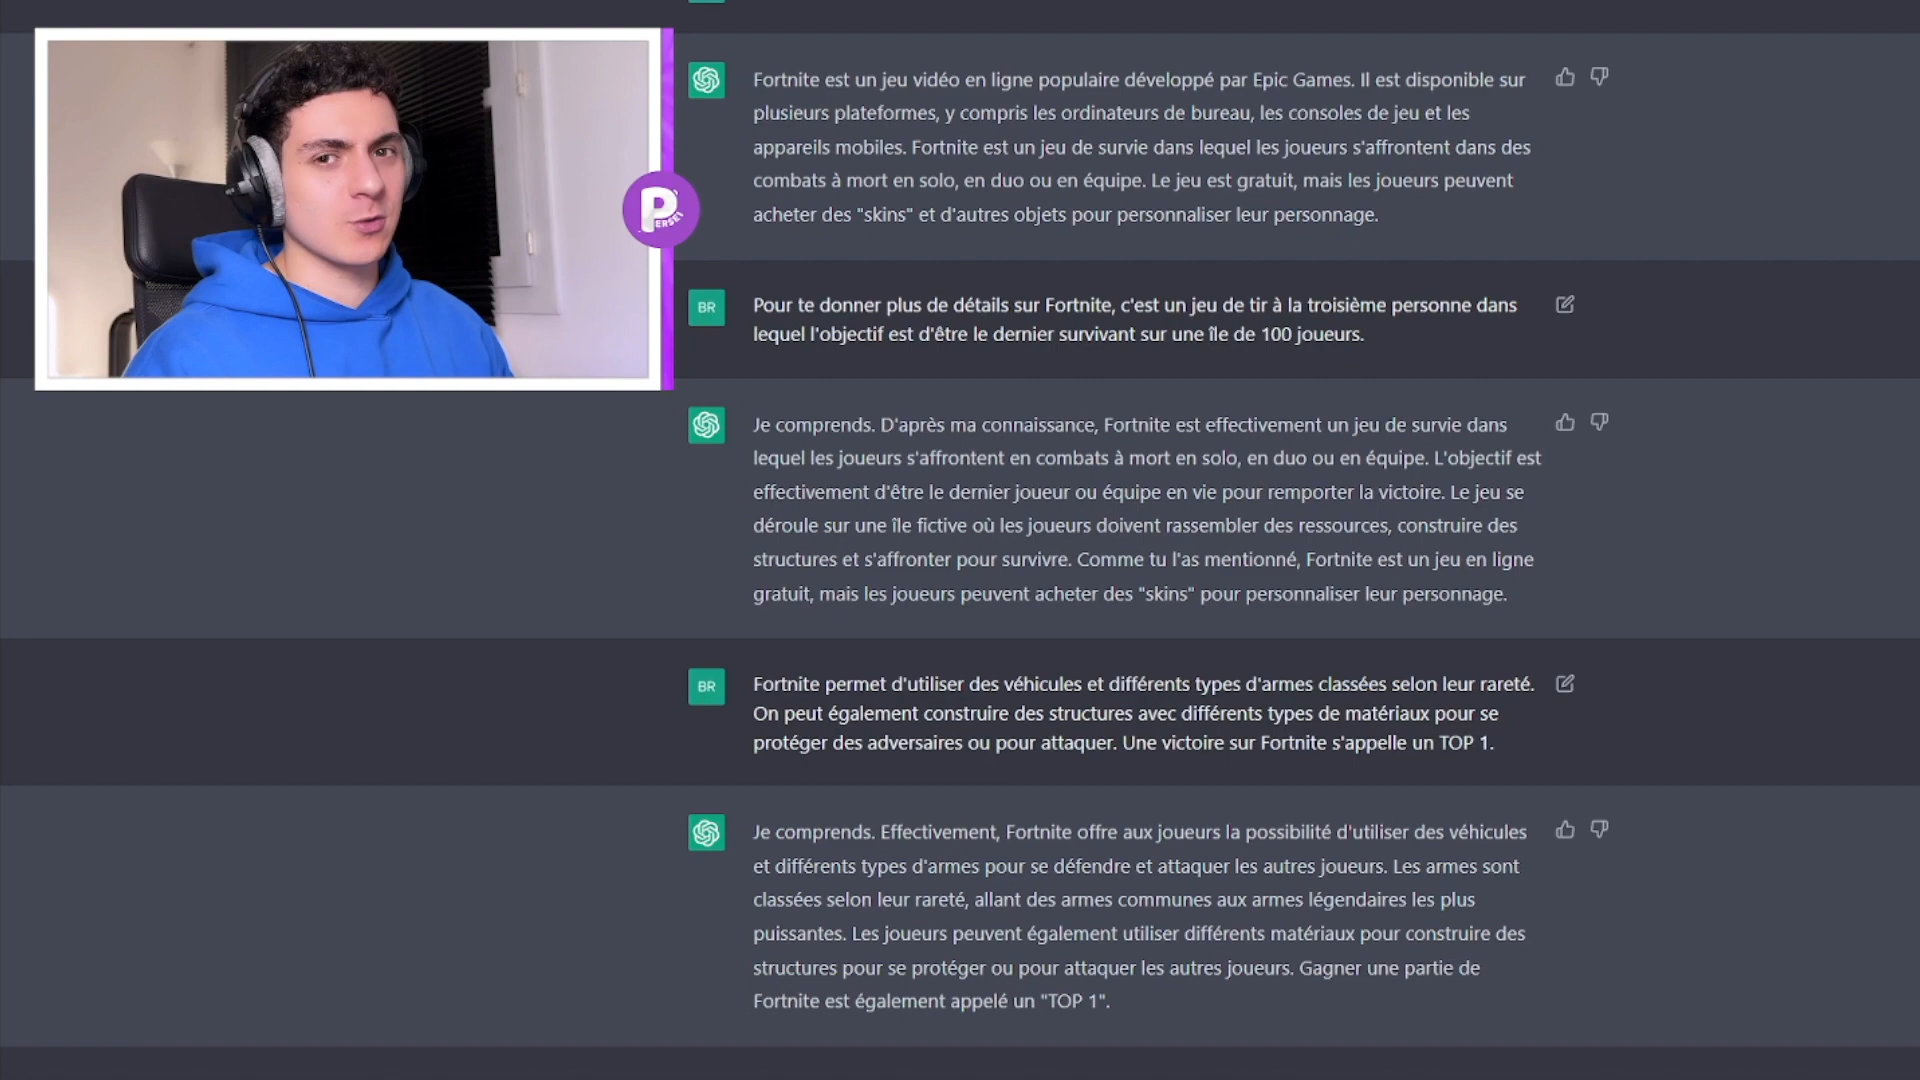 PERSEI
Fortnite est un jeu vidéo en ligne populaire développé par Epic Games. Il est disponible sur
plusieurs plateformes, y compris les ordinateurs de bureau, les consoles de jeu et les
appareils mobiles. Fortnite est un jeu de survie dans lequel les joueurs s'affrontent dans des
combats à mort en solo, en duo ou en équipe. Le jeu est gratuit, mais les joueurs peuvent
acheter des "skins" et d'autres objets pour personnaliser leur personnage.
BR
Pour te donner plus de détails sur Fortnite, c'est un jeu de tir à la troisième personne dans
lequel l'objectif est d'être le dernier survivant sur une île de 100 joueurs.
Je comprends. D'après ma connaissance, Fortnite est effectivement un jeu de survie dans
lequel les joueurs s'affrontent en combats à mort en solo, en duo ou en équipe. L'objectif est
effectivement d'être le dernier joueur ou équipe en vie pour remporter la victoire. Le jeu se
déroule sur une île fictive où les joueurs doivent rassembler des ressources, construire des
structures et s'affronter pour survivre. Comme tu l'as mentionné, Fortnite est un jeu en ligne
gratuit, mais les joueurs peuvent acheter des "skins" pour personnaliser leur personnage.
BR
Fortnite permet d'utiliser des véhicules et différents types d'armes classées selon leur rareté.
On peut également construire des structures avec différents types de matériaux pour se
protéger des adversaires ou pour attaquer. Une victoire sur Fortnite s'appelle un TOP 1.
Je comprends. Effectivement, Fortnite offre aux joueurs la possibilité d'utiliser des véhicules
et différents types d'armes pour se défendre et attaquer les autres joueurs. Les armes sont
classées selon leur rareté, allant des armes communes aux armes légendaires les plus
puissantes. Les joueurs peuvent également utiliser différents matériaux pour construire des
structures pour se protéger ou pour attaquer les autres joueurs. Gagner une partie de
Fortnite est également appelé un "TOP 1".